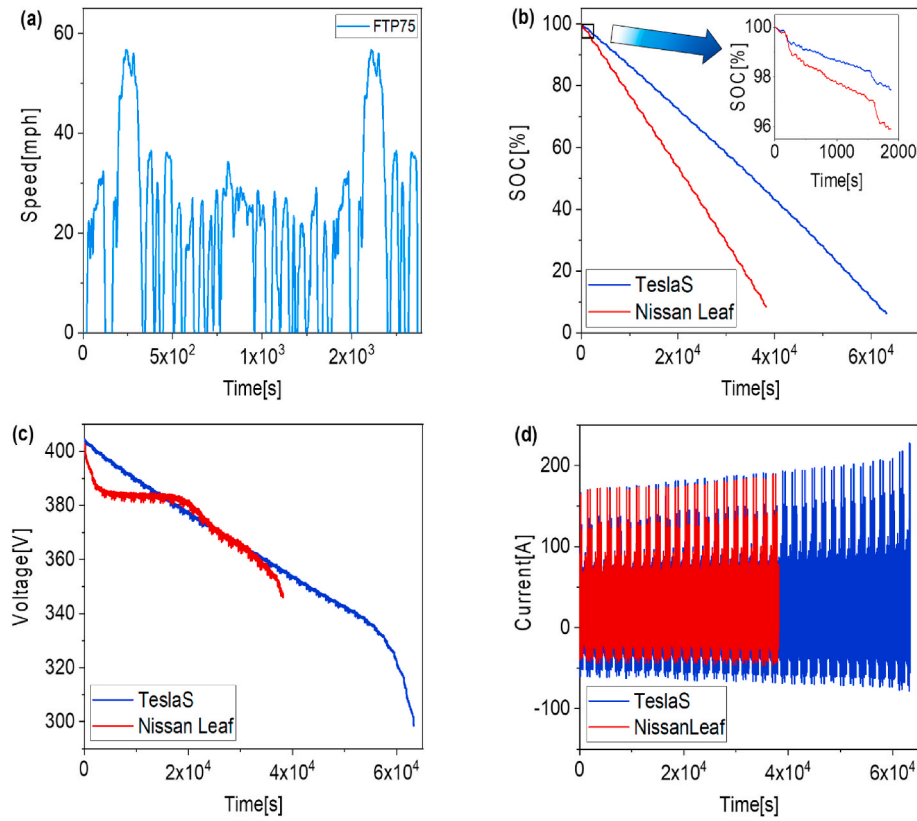 (a)
FTP75
60
40
20
0
Speed[mph]
0
5x10²
1x10³
2x10³
Time[s]
(b)
100
80
60
40
20
0
SOC[%]
TeslaS
Nissan Leaf
0
2x10⁴
4x10⁴
6x10⁴
Time[s]
100
98
96
SOC[%]
0
1000
2000
Time[s]
(c)
400
380
360
340
320
300
Voltage[V]
TeslaS
Nissan Leaf
0
2x10⁴
4x10⁴
6x10⁴
Time[s]
(d)
200
100
0
-100
Current[A]
TeslaS
NissanLeaf
0
2x10⁴
4x10⁴
6x10⁴
Time[s]